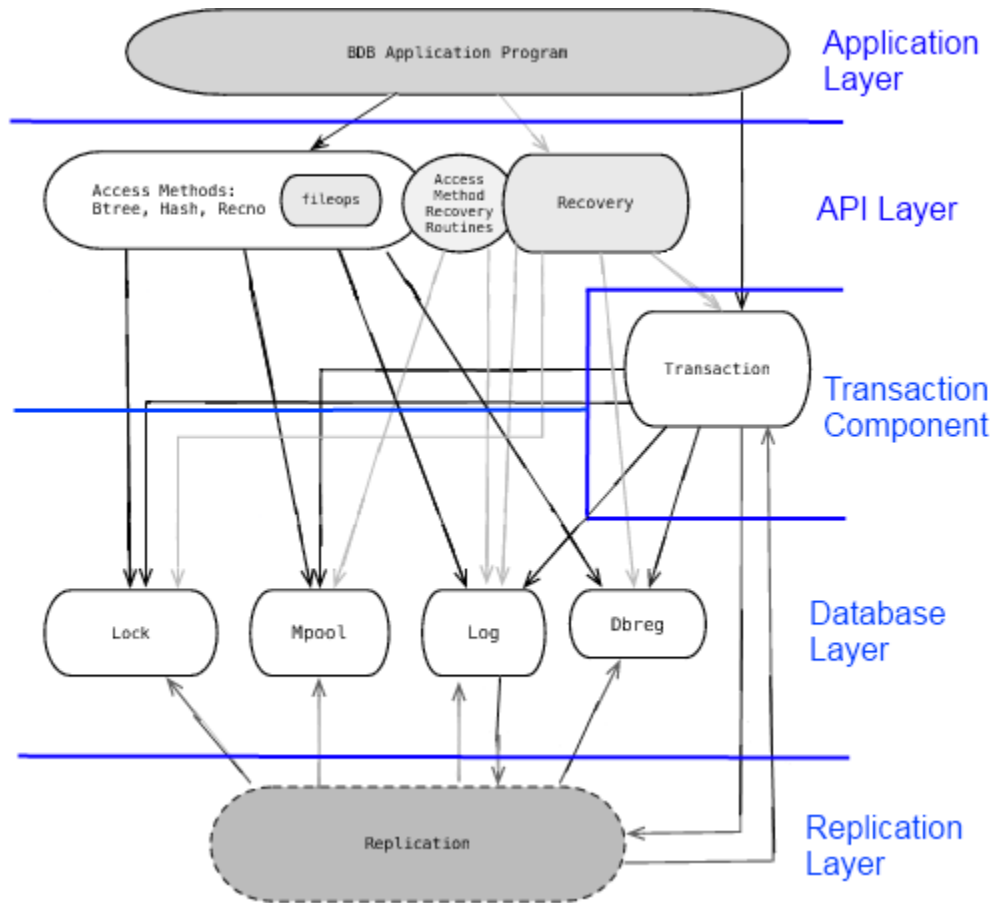 BDB Application Program
Application
Layer
Access Methods:
Btree, Hash, Recno
fileops
Access
Method
Recovery
Routines
Recovery
API Layer
Transaction
Transaction
Component
Lock
Mpool
Log
Dbreg
Database
Layer
Replication
Replication
Layer